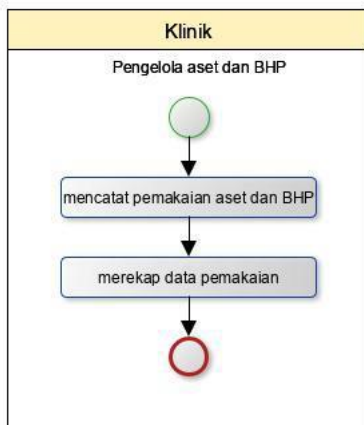 Klinik
Pengelola aset dan BHP
mencatat pemakaian aset dan BHP
merekap data pemakaian